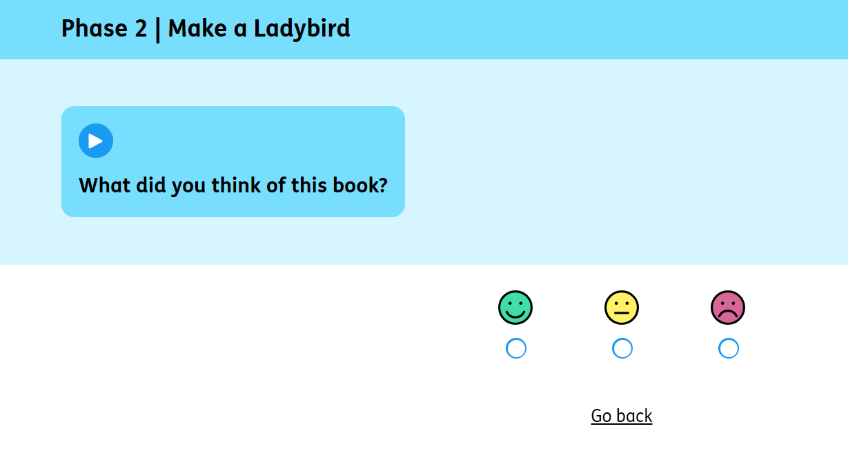 Phase 2 | Make a Ladybird
What did you think of this book?
Go back